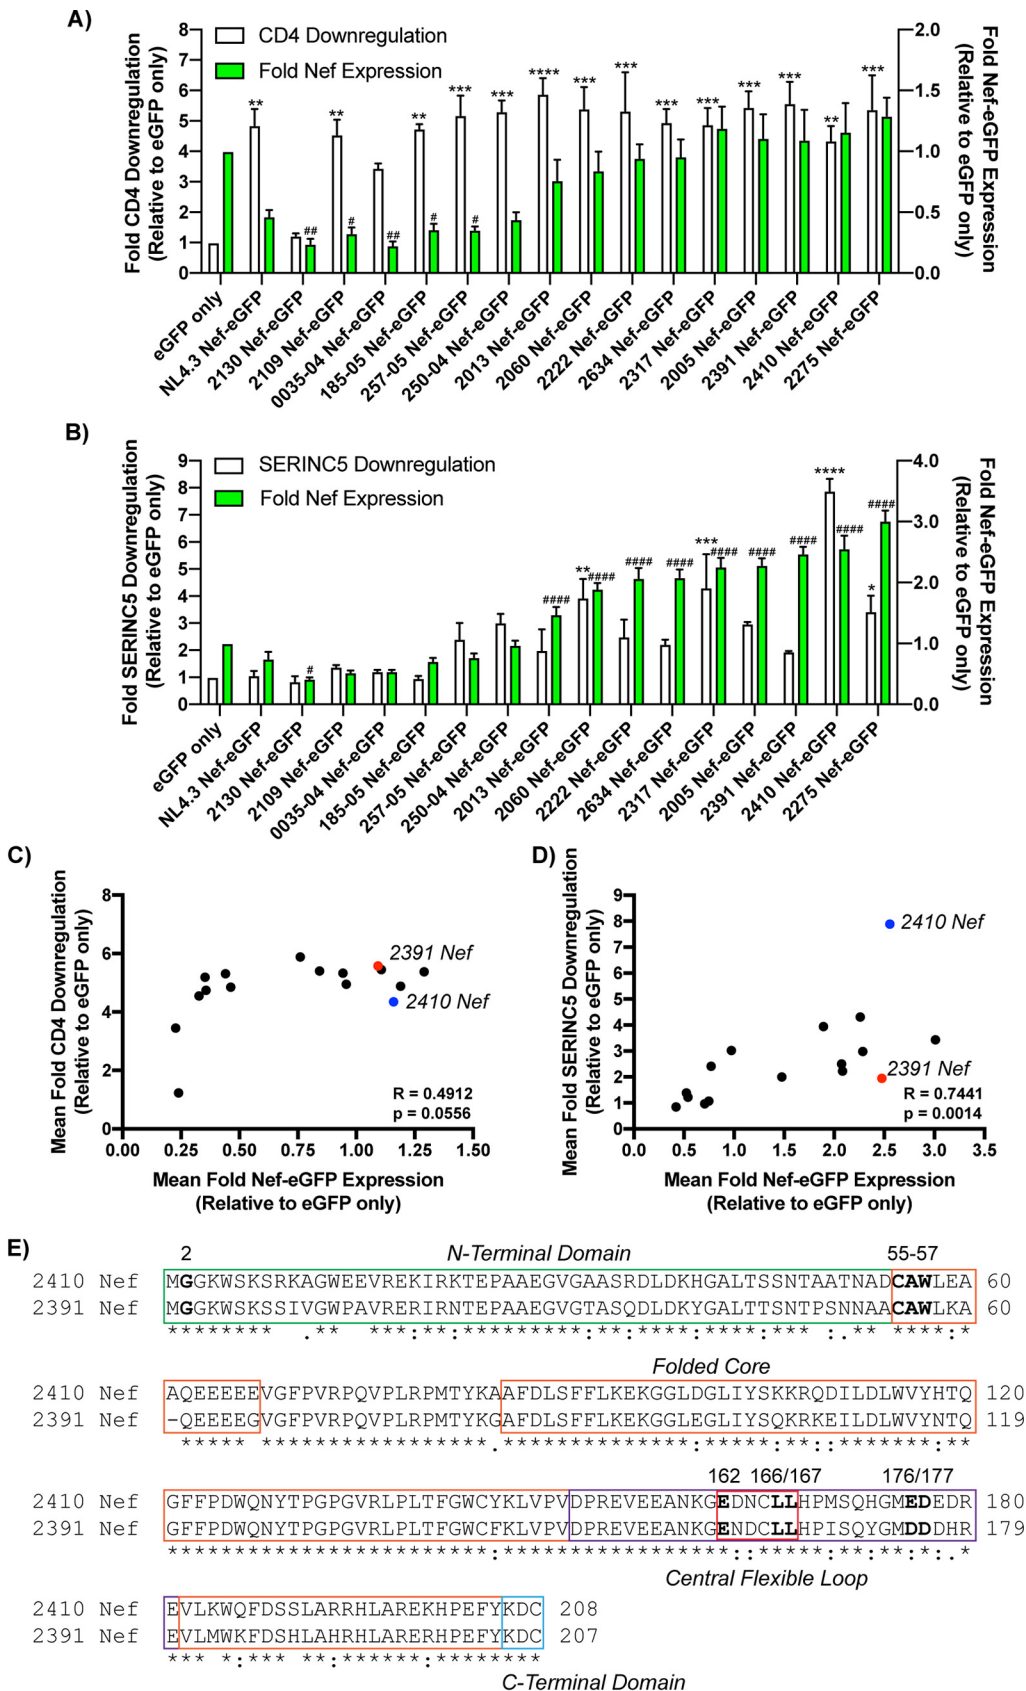 A)
CD4 Downregulation
Fold Nef Expression
Fold CD4 Downregulation
(Relative to eGFP only)
Fold Nef-eGFP Expression
(Relative to eGFP only)
8
7
6
5
4
3
2
1
0
2.0
1.5
1.0
0.5
0.0
** ** ** *** *** **** *** *** *** *** *** *** ** ***
## # ## # #
eGFP only
NL4.3 Nef-eGFP
2130 Nef-eGFP
2109 Nef-eGFP
0035-04 Nef-eGFP
185-05 Nef-eGFP
257-05 Nef-eGFP
250-04 Nef-eGFP
2013 Nef-eGFP
2060 Nef-eGFP
2222 Nef-eGFP
2634 Nef-eGFP
2317 Nef-eGFP
2005 Nef-eGFP
2391 Nef-eGFP
2410 Nef-eGFP
2275 Nef-eGFP
B)
SERINC5 Downregulation
Fold Nef Expression
Fold SERINC5 Downregulation
(Relative to eGFP only)
Fold Nef-eGFP Expression
(Relative to eGFP only)
9
8
7
6
5
4
3
2
1
0
4.0
3.0
2.0
1.0
0.0
** *** **** *
# #### #### #### #### #### #### #### #### ####
eGFP only
NL4.3 Nef-eGFP
2130 Nef-eGFP
2109 Nef-eGFP
0035-04 Nef-eGFP
185-05 Nef-eGFP
257-05 Nef-eGFP
250-04 Nef-eGFP
2013 Nef-eGFP
2060 Nef-eGFP
2222 Nef-eGFP
2634 Nef-eGFP
2317 Nef-eGFP
2005 Nef-eGFP
2391 Nef-eGFP
2410 Nef-eGFP
2275 Nef-eGFP
C)
Mean Fold CD4 Downregulation
(Relative to eGFP only)
8
6
4
2
0
2391 Nef
2410 Nef
R = 0.4912
p = 0.0556
0.00 0.25 0.50 0.75 1.00 1.25 1.50
Mean Fold Nef-eGFP Expression
(Relative to eGFP only)
D)
Mean Fold SERINC5 Downregulation
(Relative to eGFP only)
9
8
7
6
5
4
3
2
1
0
2410 Nef
2391 Nef
R = 0.7441
p = 0.0014
0.0 0.5 1.0 1.5 2.0 2.5 3.0 3.5
Mean Fold Nef-eGFP Expression
(Relative to eGFP only)
E)
2 N-Terminal Domain 55-57
2410 Nef MGGKWSKSRKAGWEEVREKIRKTEPAAEGVGAASRDLDKHGALTSSNTAATNADCAWLEA 60
2391 Nef MGGKWSKSSIVGWPAVRERIRNTEPAAEGVGTASQDLDKYGALTTSNTPSNNAACAWLKA 60
******** .** ***:**:*********:**:****:****:*** :.** ****:*
Folded Core
2410 Nef AQEEEEEEVGFPVRPQVPLRPMTYKAAFDLSFFLKEKGGLDGLIYSKKRQDILDLWVYHTQ 120
2391 Nef -QEEEEGVGFPVRPQVPLRPMTYKGAFDLSFFLKEKGGLEGLIYSQKRKEILDLWVYNTQ 119
***** ******************.**************:*****:**::*******:**
162 166/167 176/177
2410 Nef GFFPDWQNYTPGPGVRLPLTFGWCYKLVPVDPREVEEANKGEDNCLLHPMSQHGMEDEDR 180
2391 Nef GFFPDWQNYTPGPGVRLPLTFGWCFKLVPVDPREVEEANKGENDCLLHPISQYGMDDDHR 179
************************:*****************::*****:**:**:*:.*
Central Flexible Loop
2410 Nef EVLKWQFDSSLARRHLAREKHPEFYKDC 208
2391 Nef EVLMWKFDSHLAHRHLARERHPEFYKDC 207
*** *:*** **:******:********
C-Terminal Domain